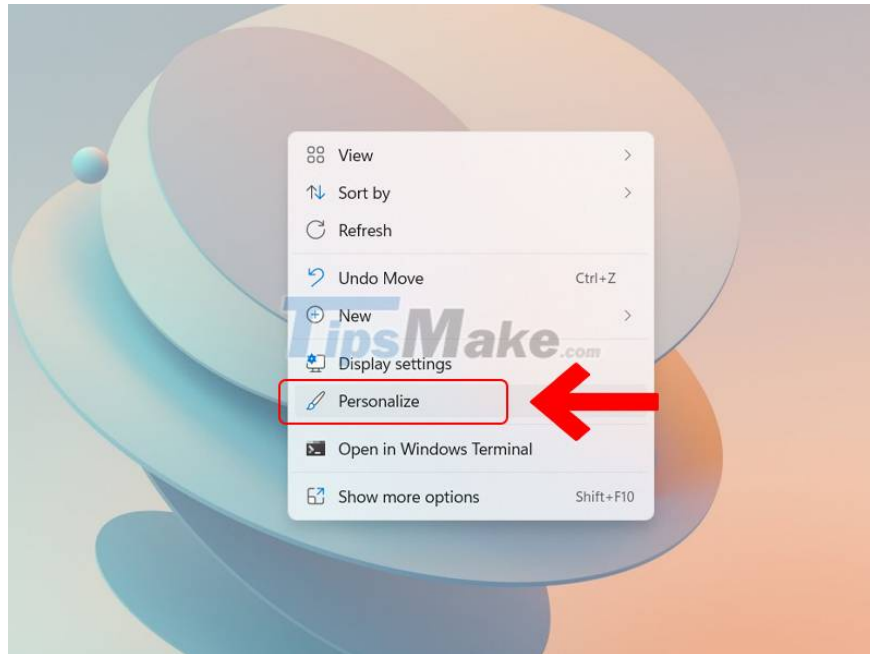 View
Sort by
Refresh
Undo Move Ctrl+Z
New
TipsMake.com
Display settings
Personalize
Open in Windows Terminal
Show more options Shift+F10